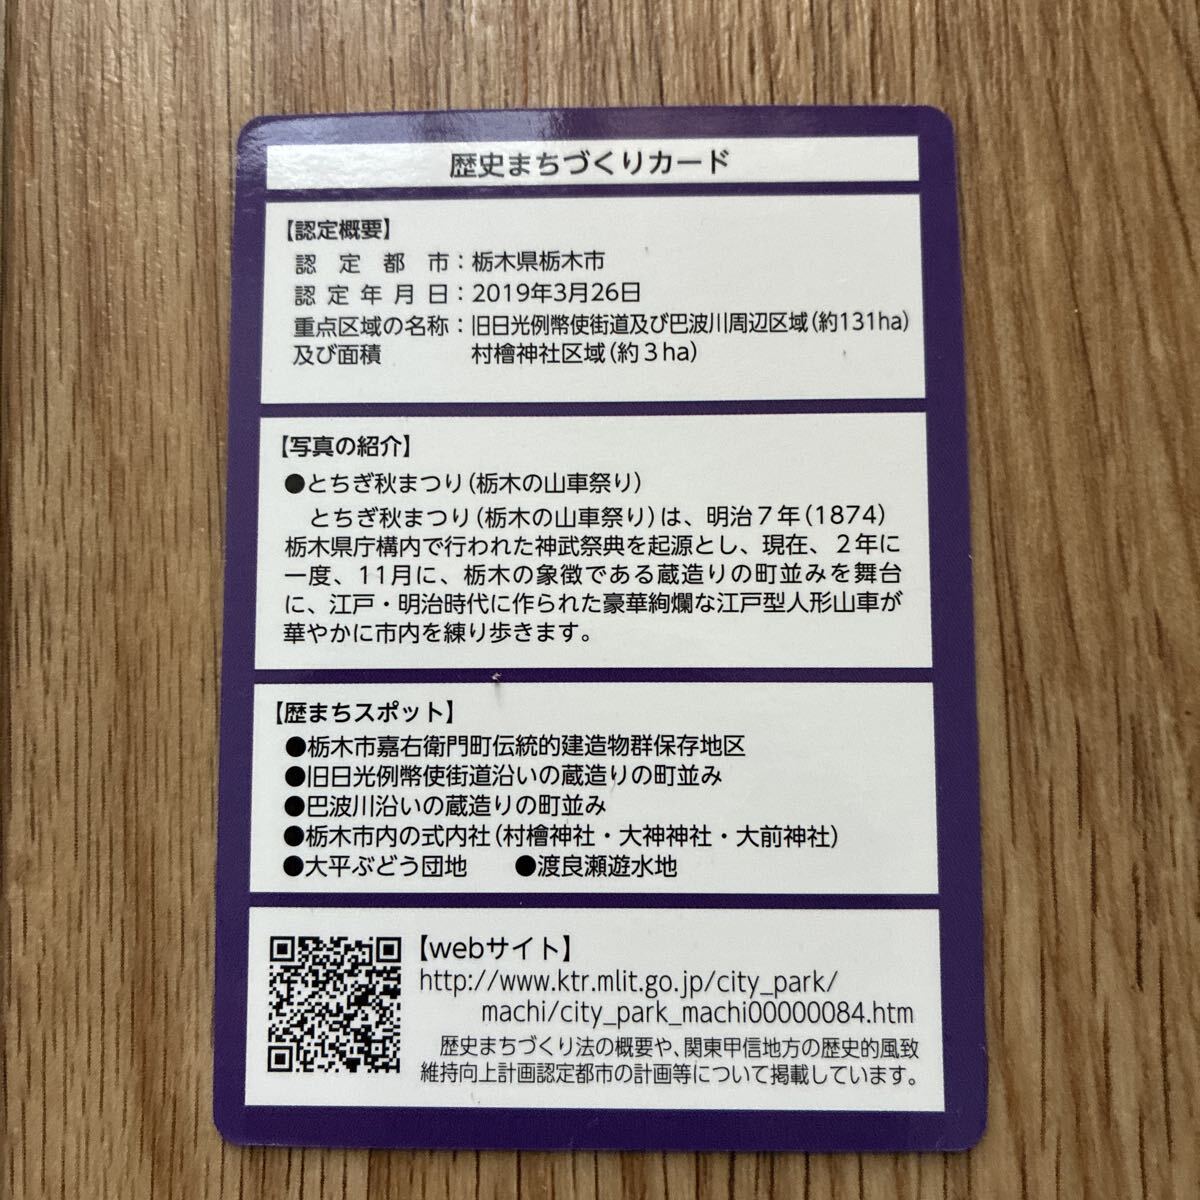 歴史まちづくりカード
【認定概要】
認定都市：栃木県栃木市
認定年月日：2019年3月26日
重点区域の名称：旧日光例幣使街道及び巴波川周辺区域（約131ha）
及び面積　村檜神社区域（約３ha）
【写真の紹介】
●とちぎ秋まつり（栃木の山車祭り）
とちぎ秋まつり（栃木の山車祭り）は、明治７年（1874）
栃木県庁構内で行われた神武祭典を起源とし、現在、２年に
一度、11月に、栃木の象徴である蔵造りの町並みを舞台
に、江戸・明治時代に作られた豪華絢爛な江戸型人形山車が
華やかに市内を練り歩きます。
【歴まちスポット】
●栃木市嘉右衛門町伝統的建造物群保存地区
●旧日光例幣使街道沿いの蔵造りの町並み
●巴波川沿いの蔵造りの町並み
●栃木市内の式内社（村檜神社・大神神社・大前神社）
●大平ぶどう団地　●渡良瀬遊水地
【webサイト】
http://www.ktr.mlit.go.jp/city_park/
machi/city_park_machi00000084.htm
歴史まちづくり法の概要や、関東甲信地方の歴史的風致
維持向上計画認定都市の計画等について掲載しています。